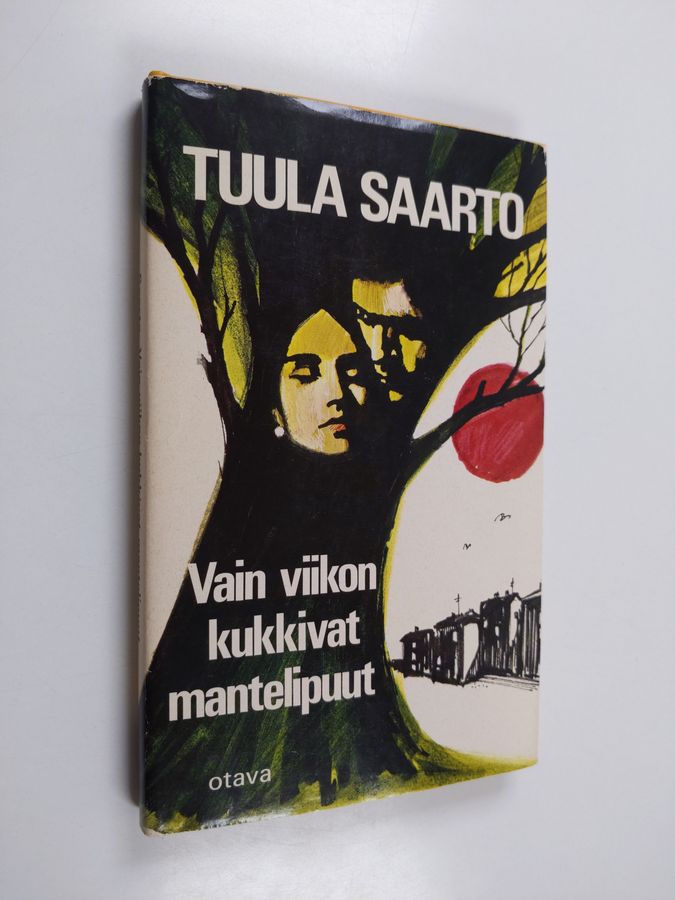 TUULA SAARTO
Vain viikon
kukkivat
mantelipuut
otava